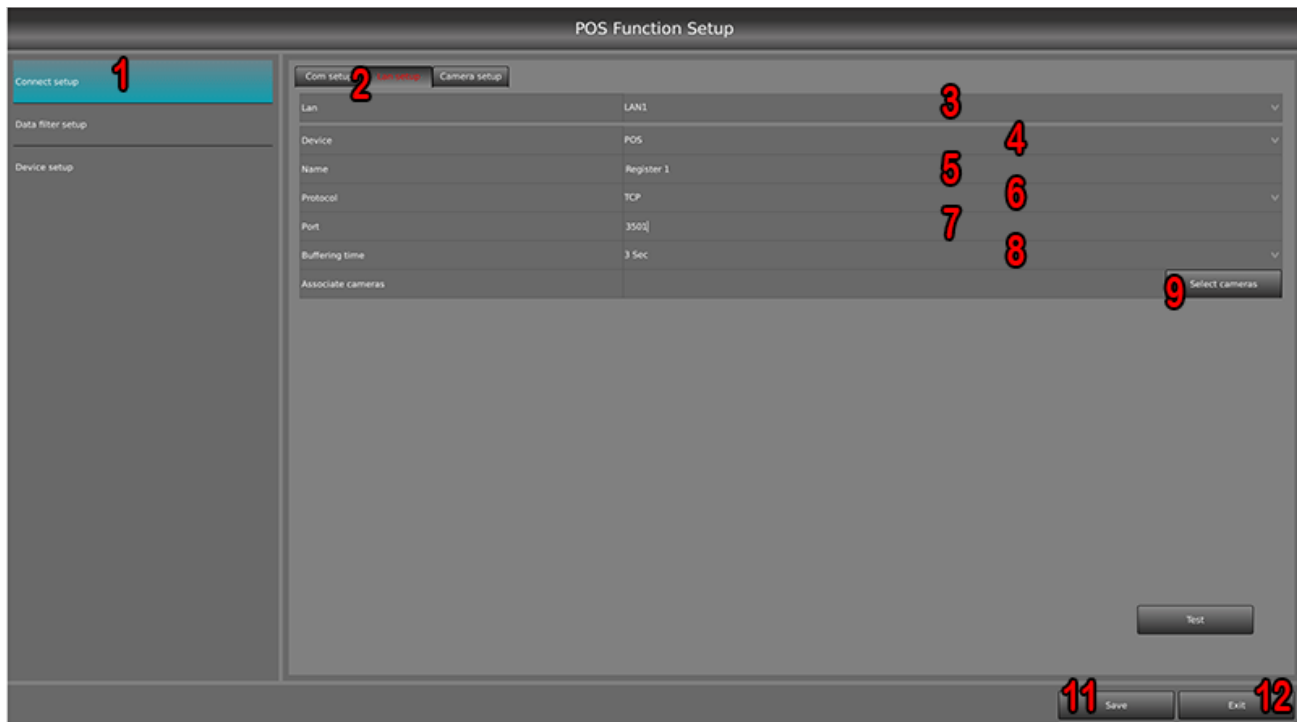 POS Function Setup
1
Connect setup
Data filter setup
Device setup
2
Com setup Lan setup Camera setup
Lan LAN1 3
Device POS 4
Name Register 1 5
Protocol TCP 6
Port 3501 7
Buffering time 3 Sec 8
Associate cameras 9 Select cameras
Test
11 Save 12 Exit